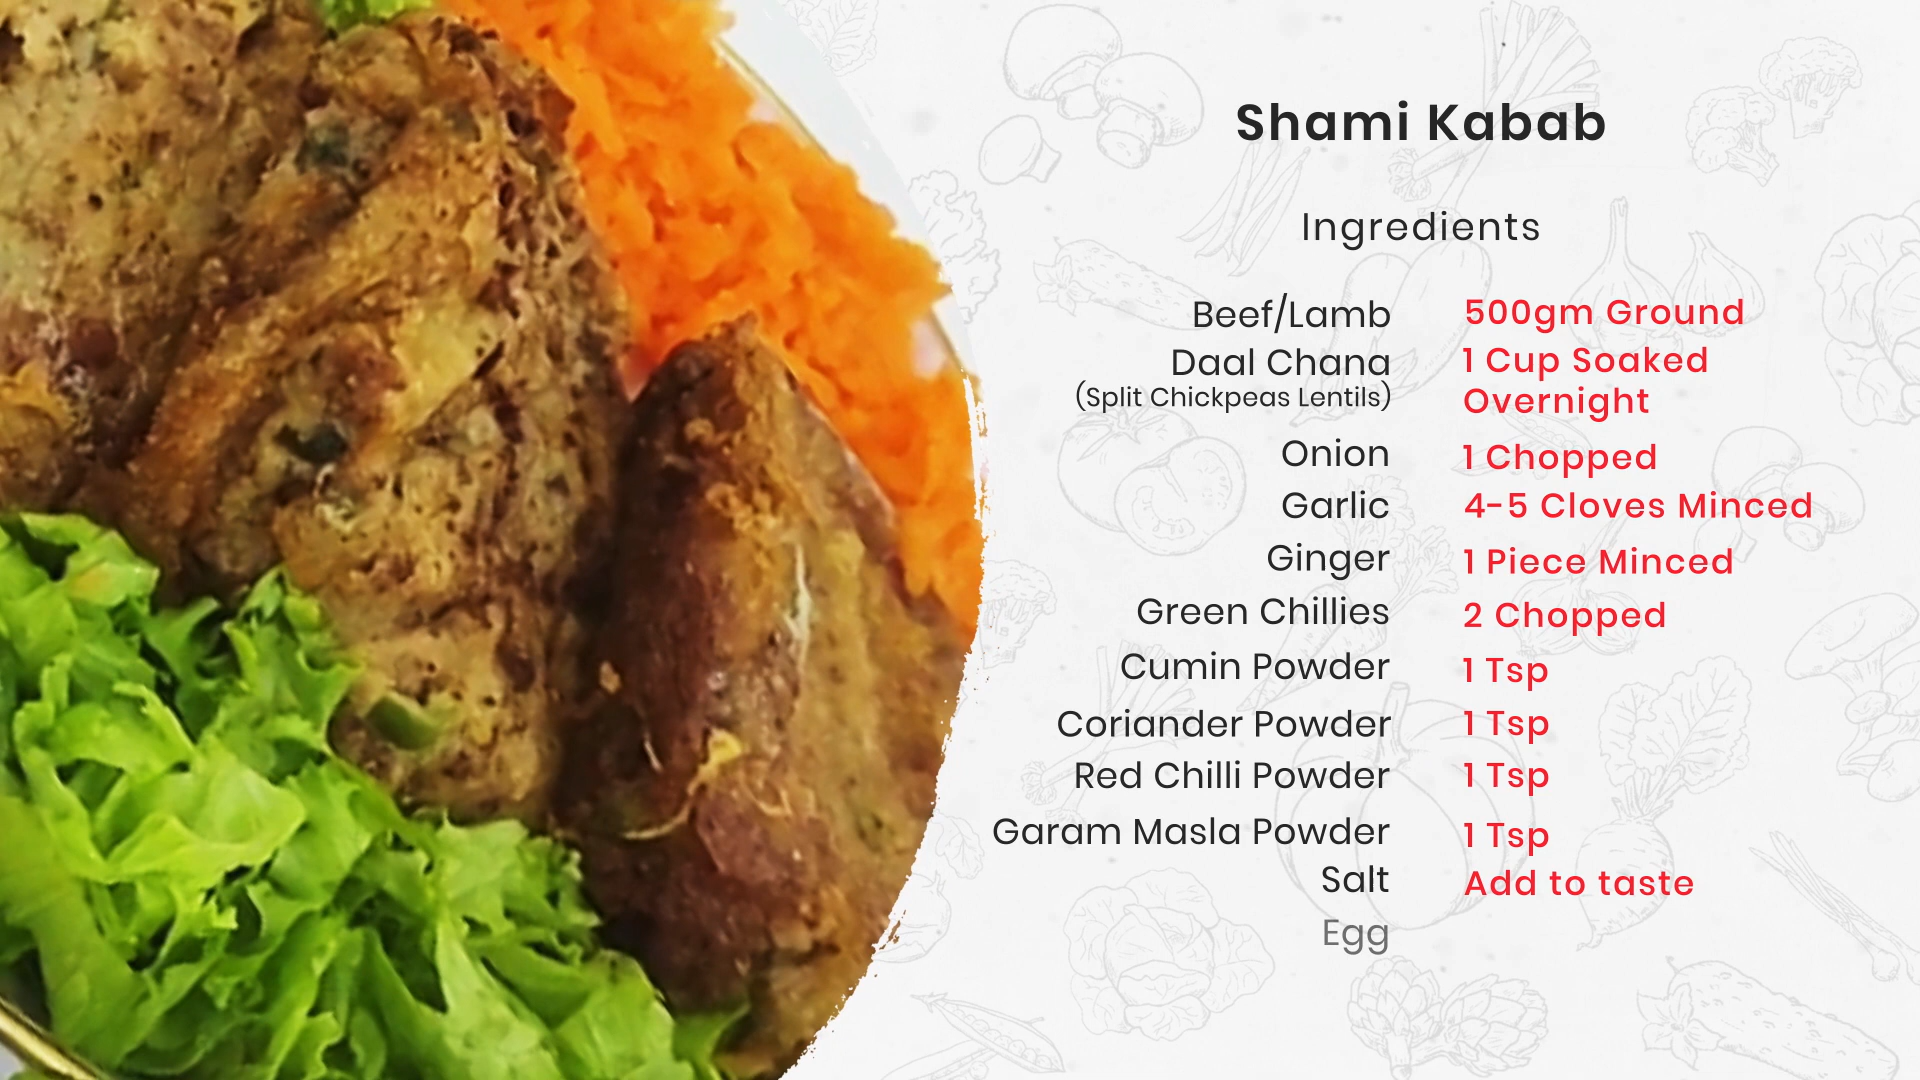 Shami Kabab
Ingredients
Beef/Lamb 500gm Ground
Daal Chana 1 Cup Soaked
(Split Chickpeas Lentils) Overnight
Onion 1 Chopped
Garlic 4-5 Cloves Minced
Ginger 1 Piece Minced
Green Chillies 2 Chopped
Cumin Powder 1 Tsp
Coriander Powder 1 Tsp
Red Chilli Powder 1 Tsp
Garam Masla Powder 1 Tsp
Salt Add to taste
Egg